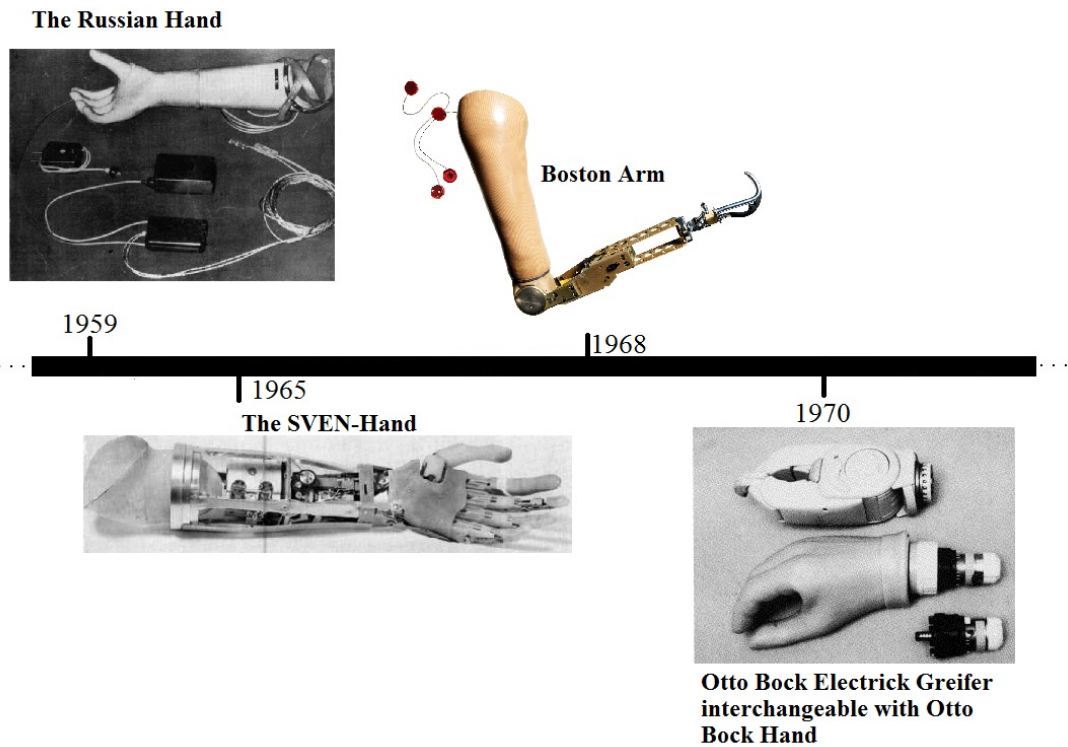 The Russian Hand
Boston Arm
1959
1968
1965
1970
The SVEN-Hand
Otto Bock Electrick Greifer
interchangeable with Otto
Bock Hand